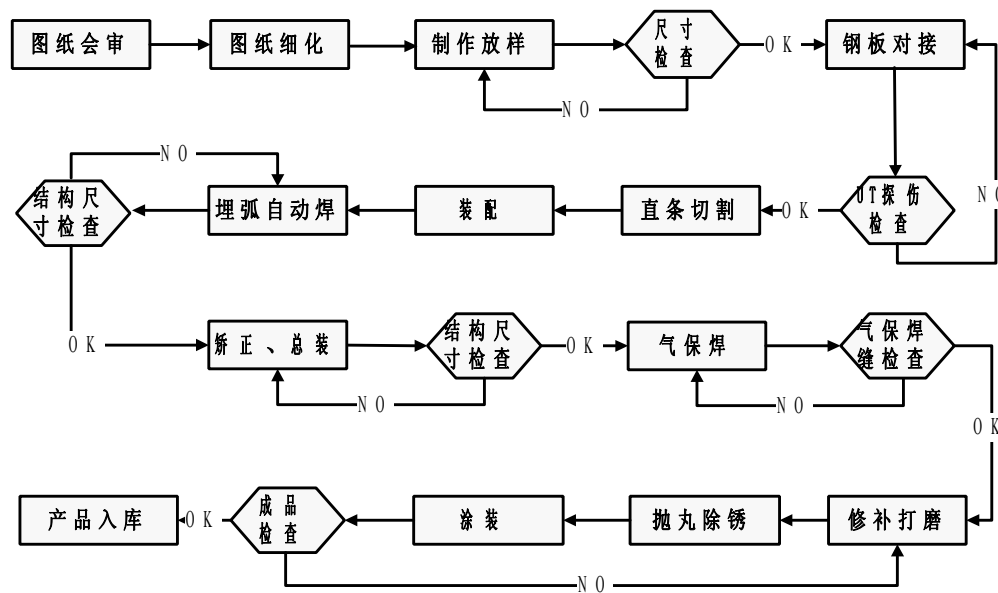 图纸会审
图纸细化
制作放样
尺寸
检查
OK
钢板对接
NO
NO
结构尺
寸检查
埋弧自动焊
装配
直条切割
OK
UT探伤
检查
NO
OK
矫正、总装
结构尺
寸检查
OK
气保焊
气保焊
缝检查
NO
NO
OK
产品入库
OK
成品
检查
涂装
抛丸除锈
修补打磨
NO